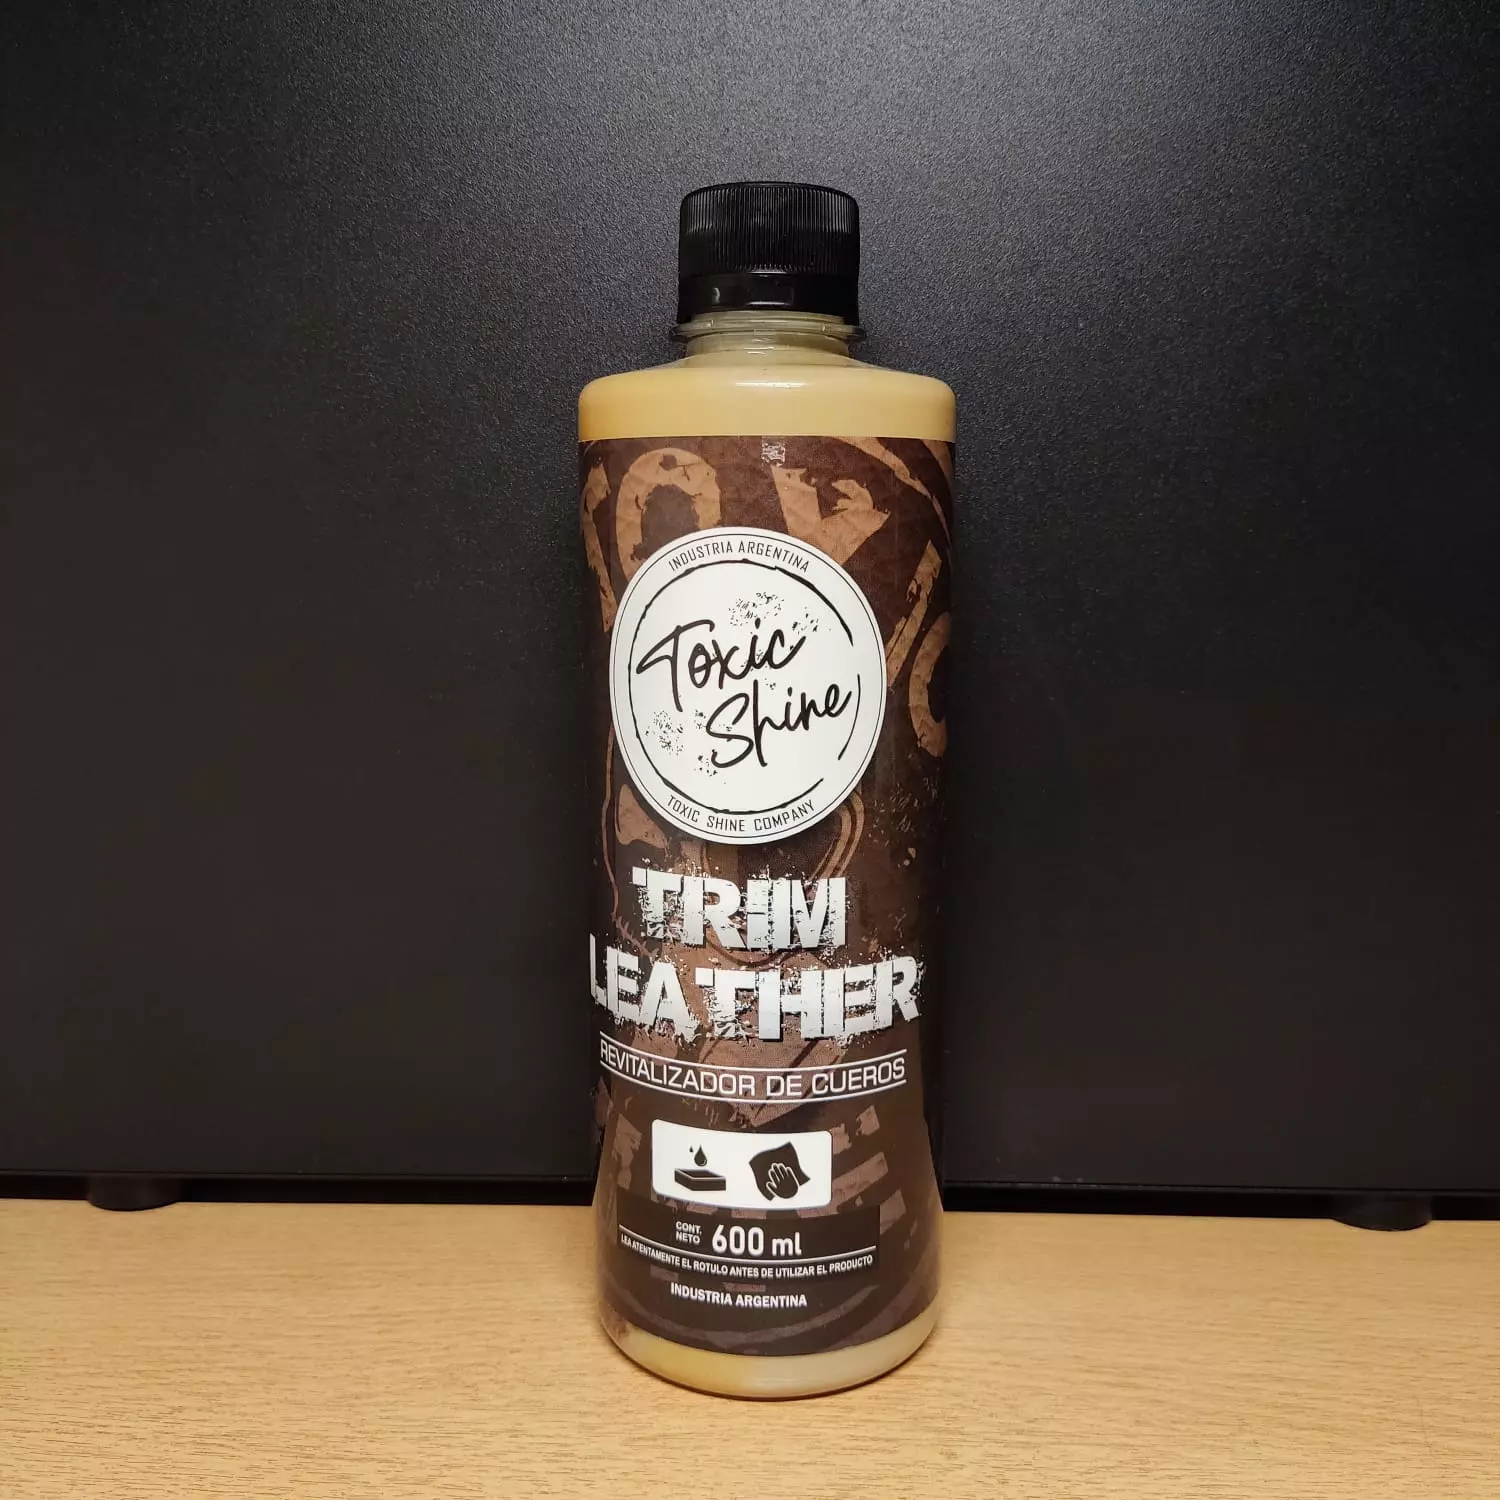 INDUSTRIA ARGENTINA
Toxic
Shine
TOXIC SHINE COMPANY
TRIM
LEATHER
REVITALIZADOR DE CUEROS
CONT.
NETO 600 ml
LEA ATENTAMENTE EL ROTULO ANTES DE UTILIZAR EL PRODUCTO
INDUSTRIA ARGENTINA